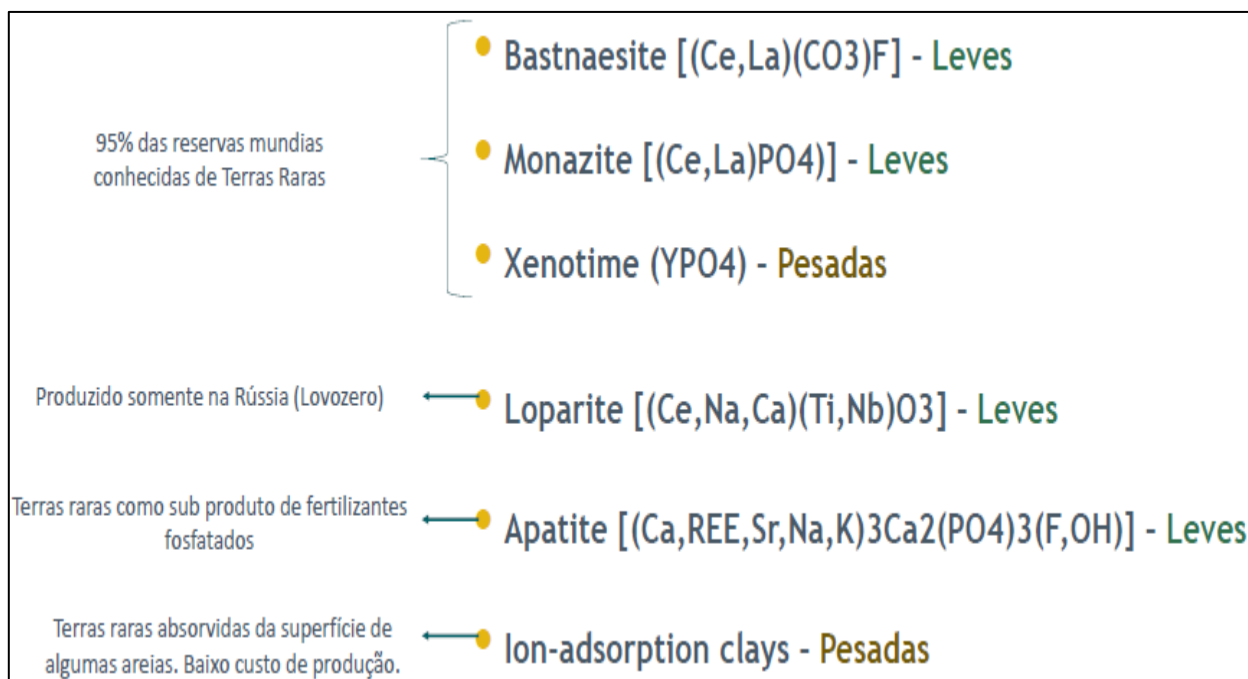 95% das reservas mundias
conhecidas de Terras Raras
Bastnaesite [(Ce,La)(CO3)F] - Leves
Monazite [(Ce,La)PO4)] - Leves
Xenotime (YPO4) - Pesadas
Produzido somente na Rússia (Lovozero)
Loparite [(Ce,Na,Ca)(Ti,Nb)O3] - Leves
Terras raras como sub produto de fertilizantes
fosfatados
Apatite [(Ca,REE,Sr,Na,K)3Ca2(PO4)3(F,OH)] - Leves
Terras raras absorvidas da superfície de
algumas areias. Baixo custo de produção.
Ion-adsorption clays - Pesadas